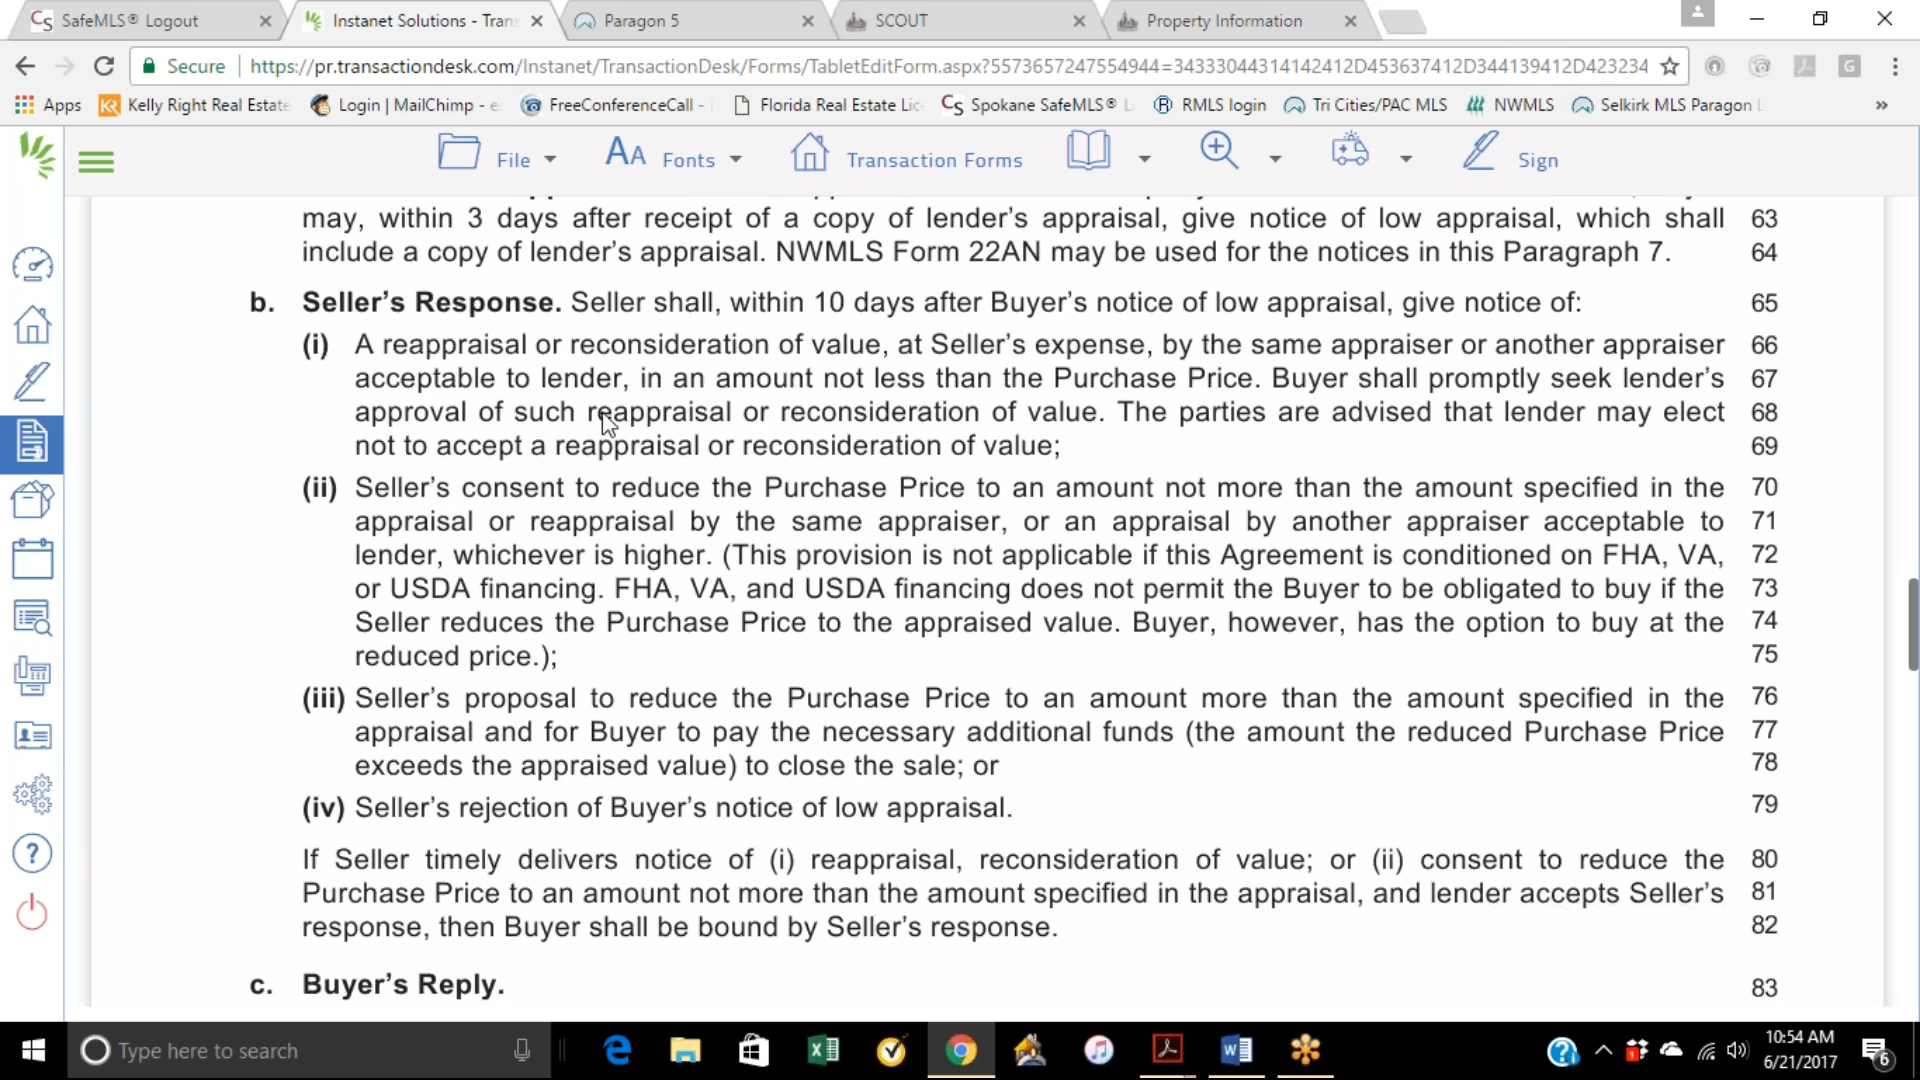 SafeMLS® Logout
Instanet Solutions - Tran
Paragon 5
SCOUT
Property Information
Secure
https://pr.transactiondesk.com/Instanet/TransactionDesk/Forms/TabletEditForm.aspx?5573657247554944=34333044314142412D453637412D344139412D423234
Apps
Kelly Right Real Estate
Login | MailChimp - e
FreeConferenceCall -
Florida Real Estate Lic
Spokane SafeMLS® L
RMLS login
Tri Cities/PAC MLS
NWMLS
Selkirk MLS Paragon
File
Fonts
Transaction Forms
Sign
may, within 3 days after receipt of a copy of lender's appraisal, give notice of low appraisal, which shall 63
include a copy of lender's appraisal. NWMLS Form 22AN may be used for the notices in this Paragraph 7. 64
b. Seller's Response. Seller shall, within 10 days after Buyer's notice of low appraisal, give notice of: 65
(i) A reappraisal or reconsideration of value, at Seller's expense, by the same appraiser or another appraiser 66
acceptable to lender, in an amount not less than the Purchase Price. Buyer shall promptly seek lender's 67
approval of such reappraisal or reconsideration of value. The parties are advised that lender may elect 68
not to accept a reappraisal or reconsideration of value; 69
(ii) Seller's consent to reduce the Purchase Price to an amount not more than the amount specified in the 70
appraisal or reappraisal by the same appraiser, or an appraisal by another appraiser acceptable to 71
lender, whichever is higher. (This provision is not applicable if this Agreement is conditioned on FHA, VA, 72
or USDA financing. FHA, VA, and USDA financing does not permit the Buyer to be obligated to buy if the 73
Seller reduces the Purchase Price to the appraised value. Buyer, however, has the option to buy at the 74
reduced price.); 75
(iii) Seller's proposal to reduce the Purchase Price to an amount more than the amount specified in the 76
appraisal and for Buyer to pay the necessary additional funds (the amount the reduced Purchase Price 77
exceeds the appraised value) to close the sale; or 78
(iv) Seller's rejection of Buyer's notice of low appraisal. 79
If Seller timely delivers notice of (i) reappraisal, reconsideration of value; or (ii) consent to reduce the 80
Purchase Price to an amount not more than the amount specified in the appraisal, and lender accepts Seller's 81
response, then Buyer shall be bound by Seller's response. 82
c. Buyer's Reply. 83
Type here to search
10:54 AM
6/21/2017
6